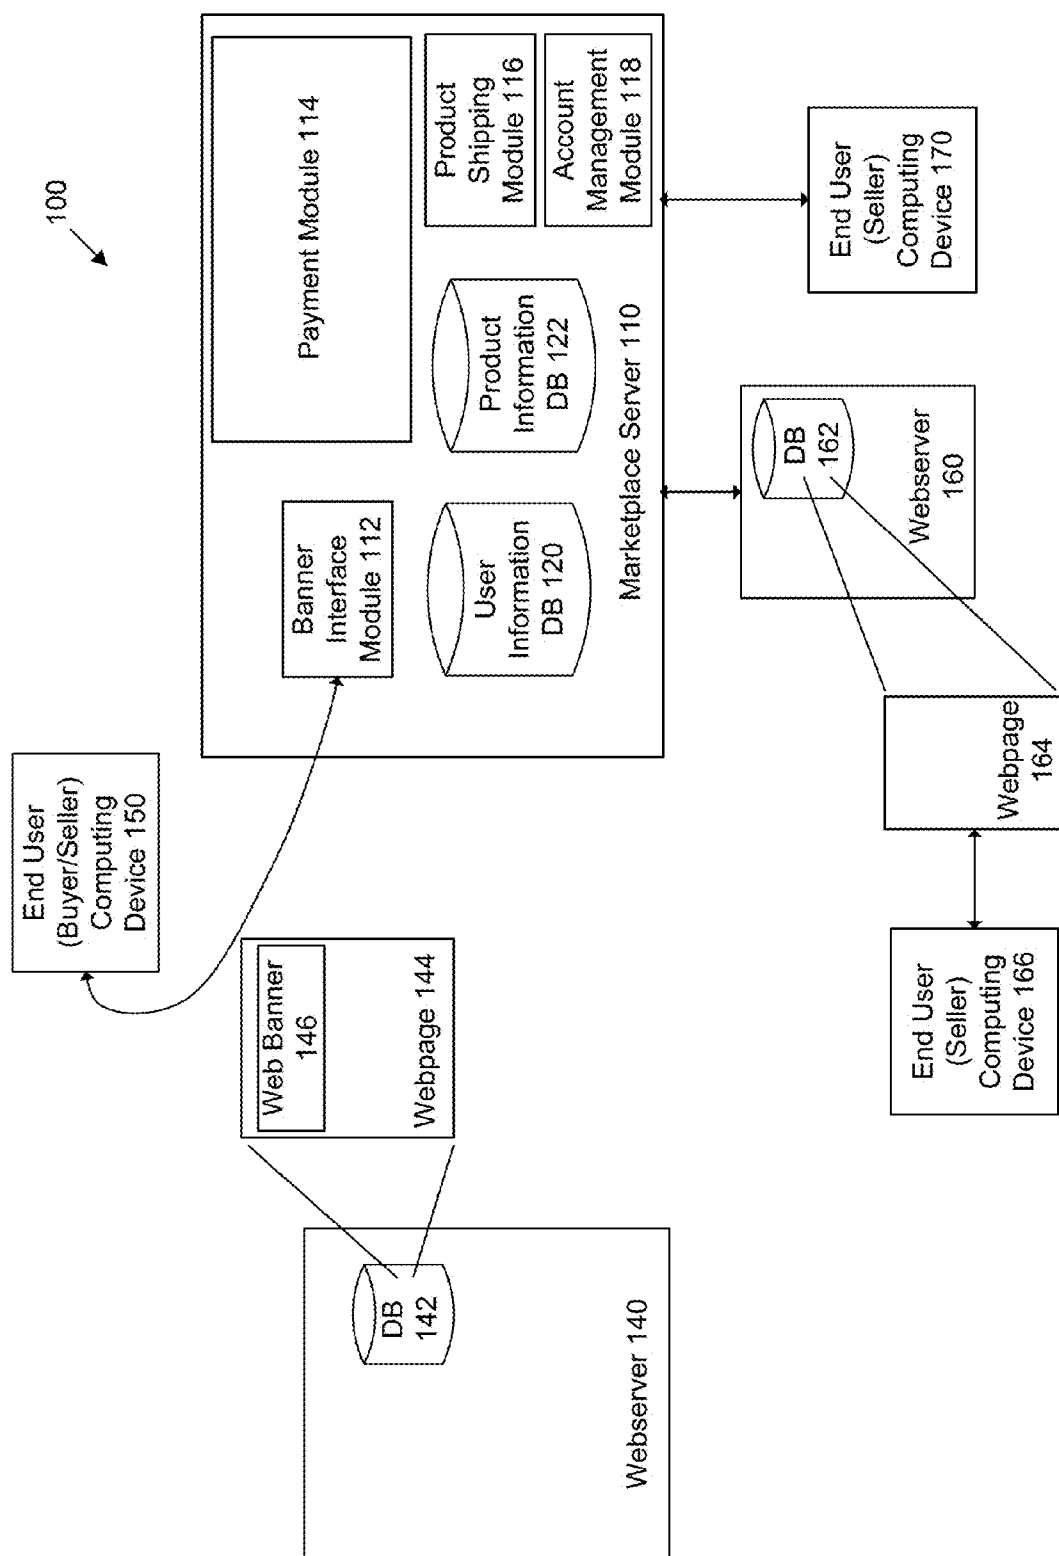 100
End User
(Buyer/Seller)
Computing
Device 150
Payment Module 114
Banner
Interface
Module 112
Product
Shipping
Module 116
Account
Management
Module 118
User
Information
DB 120
Product
Information
DB 122
Marketplace Server 110
Web Banner
146
Webpage 144
DB
142
Webserver 140
DB
162
Webserver
160
End User
(Seller)
Computing
Device 170
Webpage
164
End User
(Seller)
Computing
Device 166